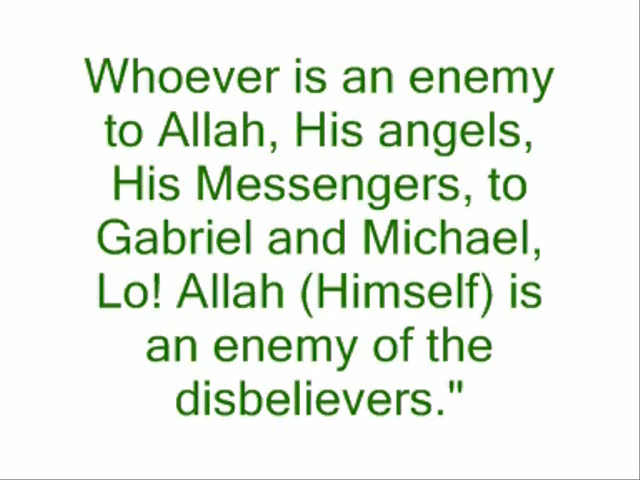 Whoever is an enemy
to Allah, His angels,
His Messengers, to
Gabriel and Michael,
Lo! Allah (Himself) is
an enemy of the
disbelievers."